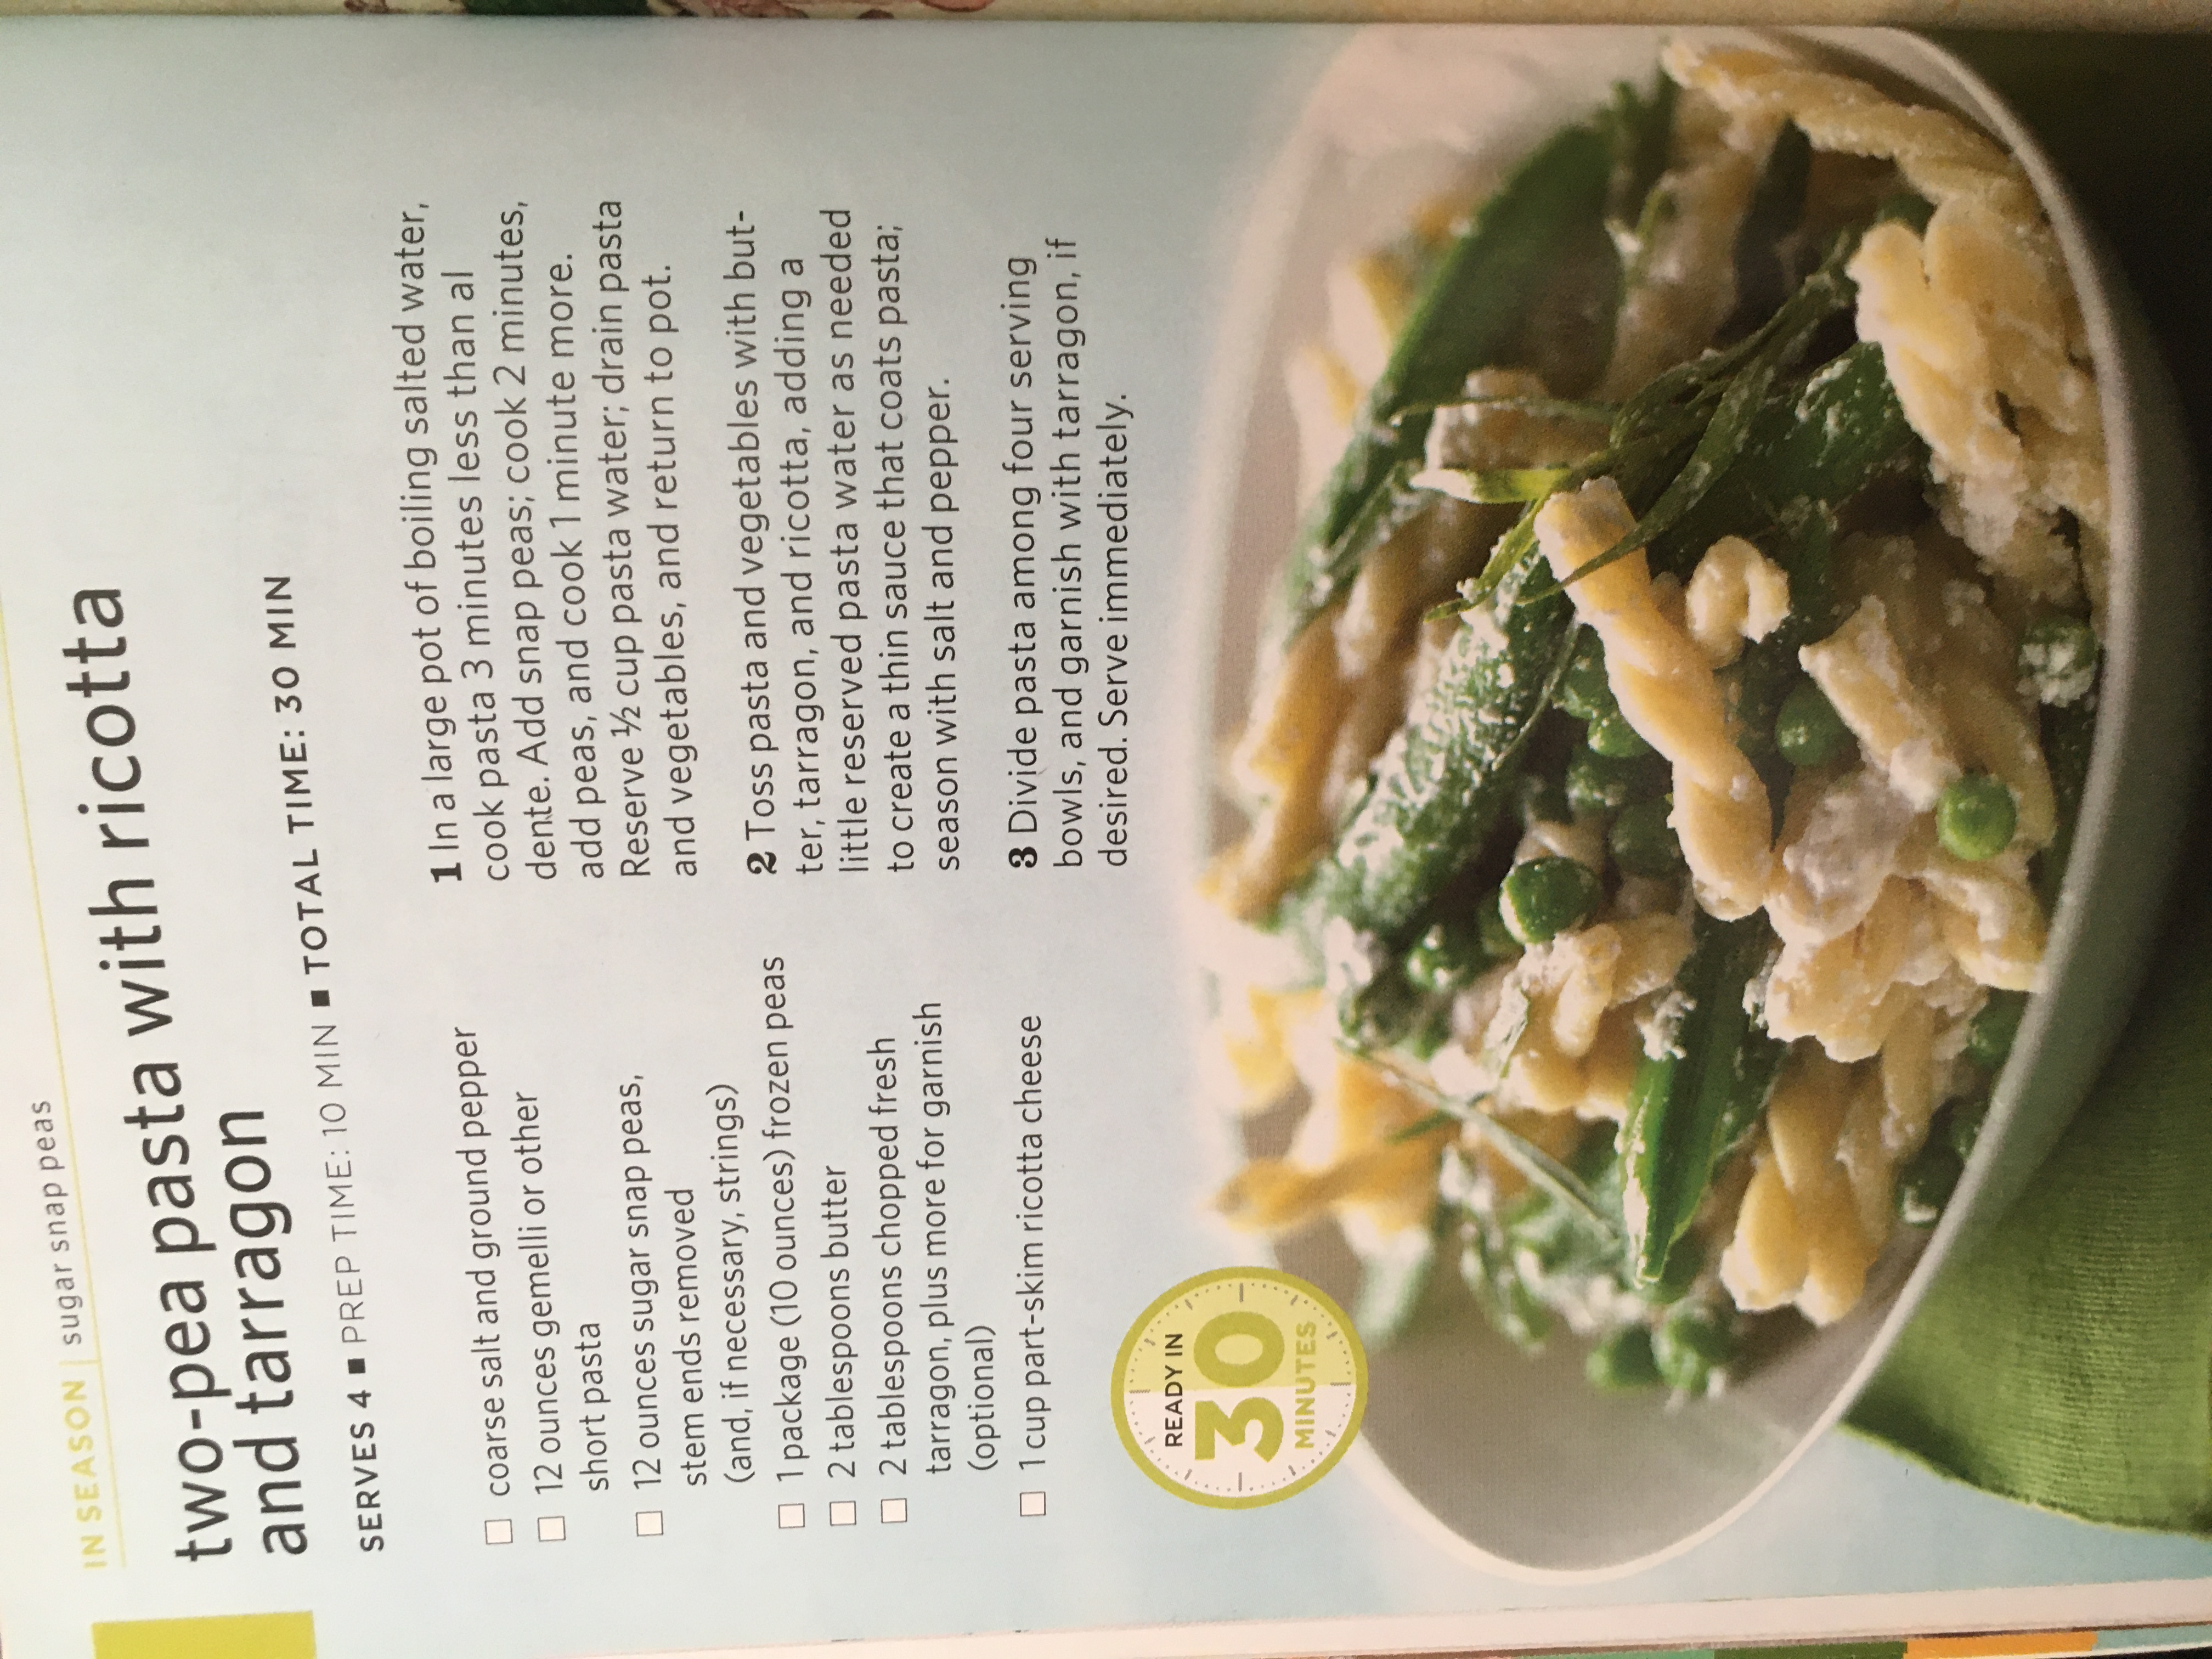 IN SEASON | sugar snap peas
two-pea pasta with ricotta
and tarragon
SERVES 4 ■ PREP TIME: 10 MIN ■ TOTAL TIME: 30 MIN
coarse salt and ground pepper
12 ounces gemelli or other
short pasta
12 ounces sugar snap peas,
stem ends removed
(and, if necessary, strings)
1 package (10 ounces) frozen peas
2 tablespoons butter
2 tablespoons chopped fresh
tarragon, plus more for garnish
(optional)
1 cup part-skim ricotta cheese
1 In a large pot of boiling salted water,
cook pasta 3 minutes less than al
dente. Add snap peas; cook 2 minutes,
add peas, and cook 1 minute more.
Reserve ½ cup pasta water; drain pasta
and vegetables, and return to pot.
2 Toss pasta and vegetables with but-
ter, tarragon, and ricotta, adding a
little reserved pasta water as needed
to create a thin sauce that coats pasta;
season with salt and pepper.
3 Divide pasta among four serving
bowls, and garnish with tarragon, if
desired. Serve immediately.
READY IN
30
MINUTES